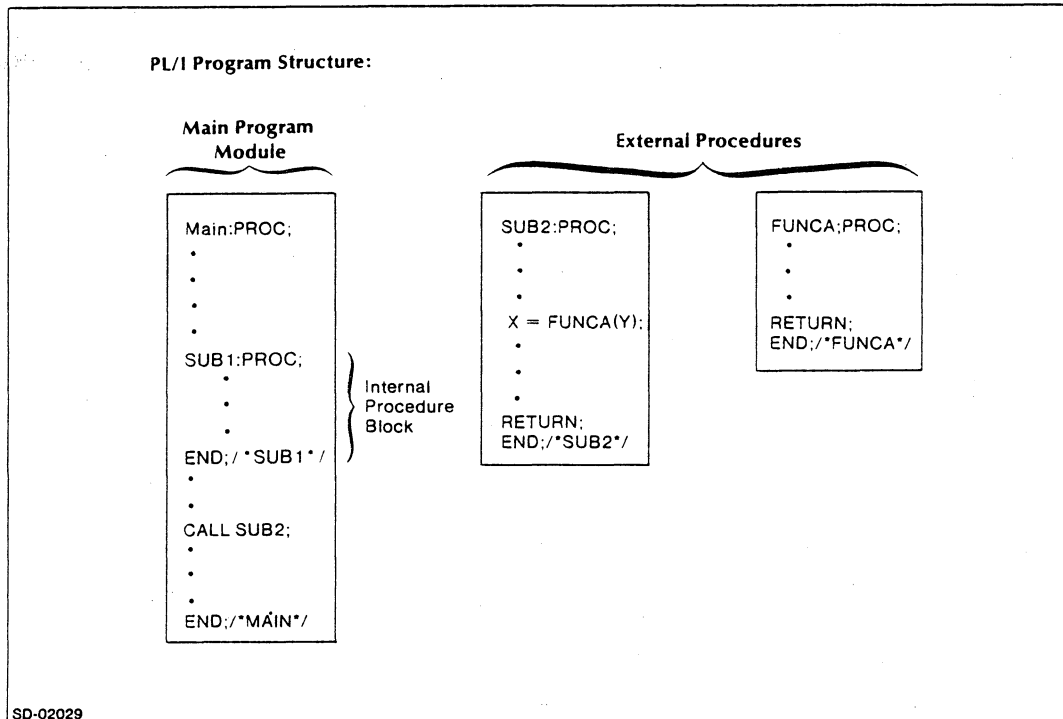 PL/I Program Structure:
Main Program
Module
Main:PROC;
SUB1:PROC;
END;/*SUB1*/
CALL SUB2;
END;/*MAIN*/
Internal
Procedure
Block
External Procedures
SUB2:PROC;
X = FUNCA(Y);
RETURN;
END;/*SUB2*/
FUNCA;PROC;
RETURN;
END;/*FUNCA*/
SD-02029